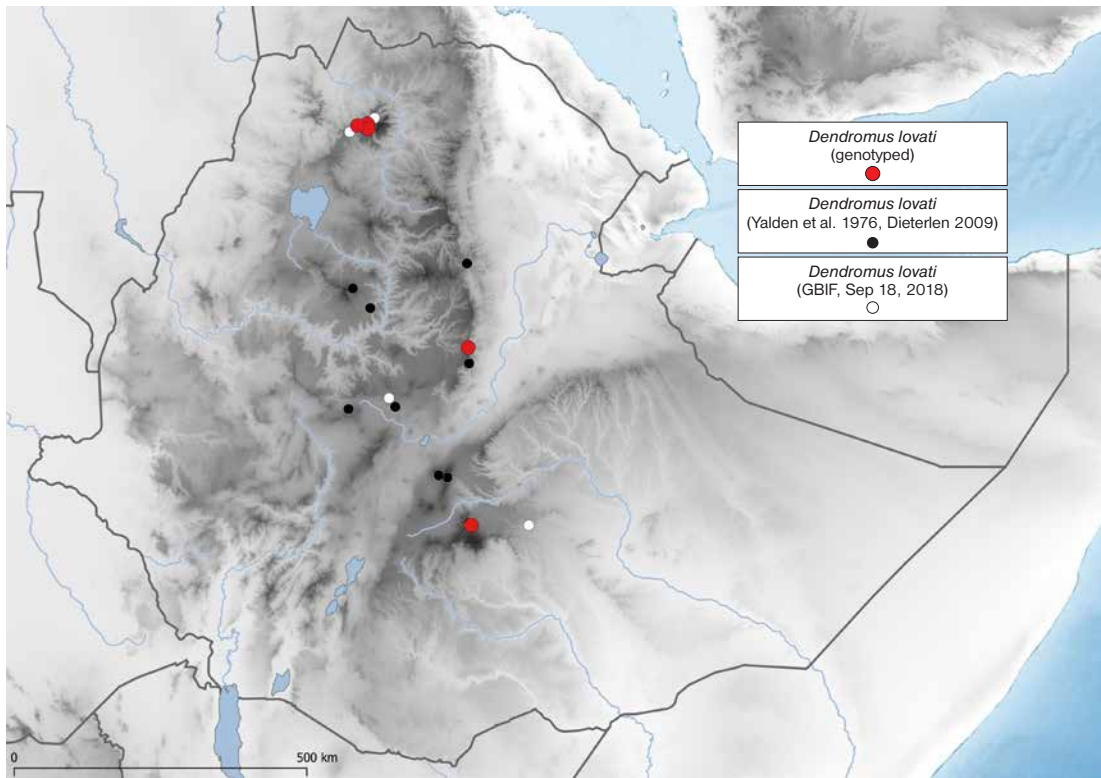 Dendromus lovati
(genotyped)
Dendromus lovati
(Yalden et al. 1976, Dieterlen 2009)
Dendromus lovati
(GBIF, Sep 18, 2018)
0
500 km